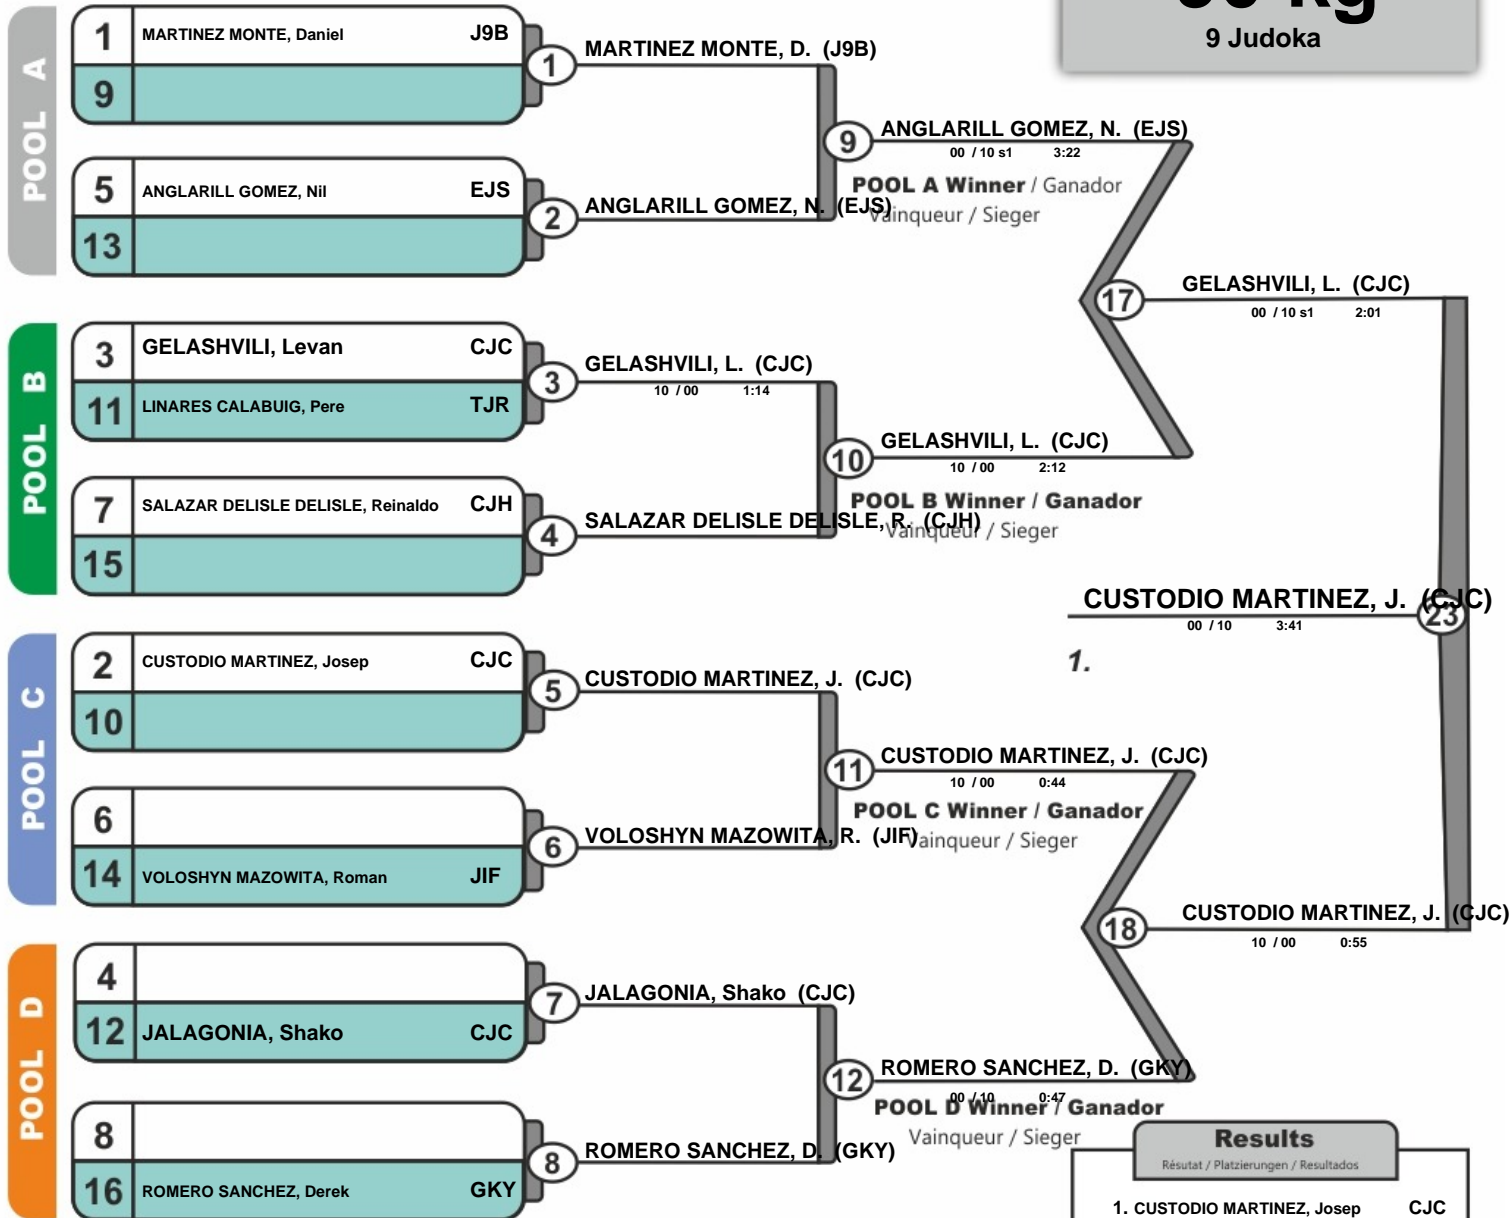 kg
9 Judoka
POOL A
1 MARTINEZ MONTE, Daniel J9B
9
1
MARTINEZ MONTE, D. (J9B)
5 ANGLARILL GOMEZ, Nil EJS
13
2
ANGLARILL GOMEZ, N. (EJS)
9
ANGLARILL GOMEZ, N. (EJS)
00 / 10 s1 3:22
POOL A Winner / Ganador
Vainqueur / Sieger
POOL B
3 GELASHVILI, Levan CJC
11 LINARES CALABUIG, Pere TJR
3
GELASHVILI, L. (CJC)
10 / 00 1:14
7 SALAZAR DELISLE DELISLE, Reinaldo CJH
15
4
SALAZAR DELISLE DELISLE, R. (CJH)
10
GELASHVILI, L. (CJC)
10 / 00 2:12
POOL B Winner / Ganador
Vainqueur / Sieger
17
GELASHVILI, L. (CJC)
00 / 10 s1 2:01
CUSTODIO MARTINEZ, J. (CJC)
23
00 / 10 3:41
1.
POOL C
2 CUSTODIO MARTINEZ, Josep CJC
10
5
CUSTODIO MARTINEZ, J. (CJC)
6
14 VOLOSHYN MAZOWITA, Roman JIF
6
VOLOSHYN MAZOWITA, R. (JIF)
11
CUSTODIO MARTINEZ, J. (CJC)
10 / 00 0:44
POOL C Winner / Ganador
Vainqueur / Sieger
18
CUSTODIO MARTINEZ, J. (CJC)
10 / 00 0:55
POOL D
4
12 JALAGONIA, Shako CJC
7
JALAGONIA, Shako (CJC)
8
16 ROMERO SANCHEZ, Derek GKY
8
ROMERO SANCHEZ, D. (GKY)
12
ROMERO SANCHEZ, D. (GKY)
00 / 10 0:47
POOL D Winner / Ganador
Vainqueur / Sieger
Results
Résutat / Platzierungen / Resultados
1. CUSTODIO MARTINEZ, Josep CJC